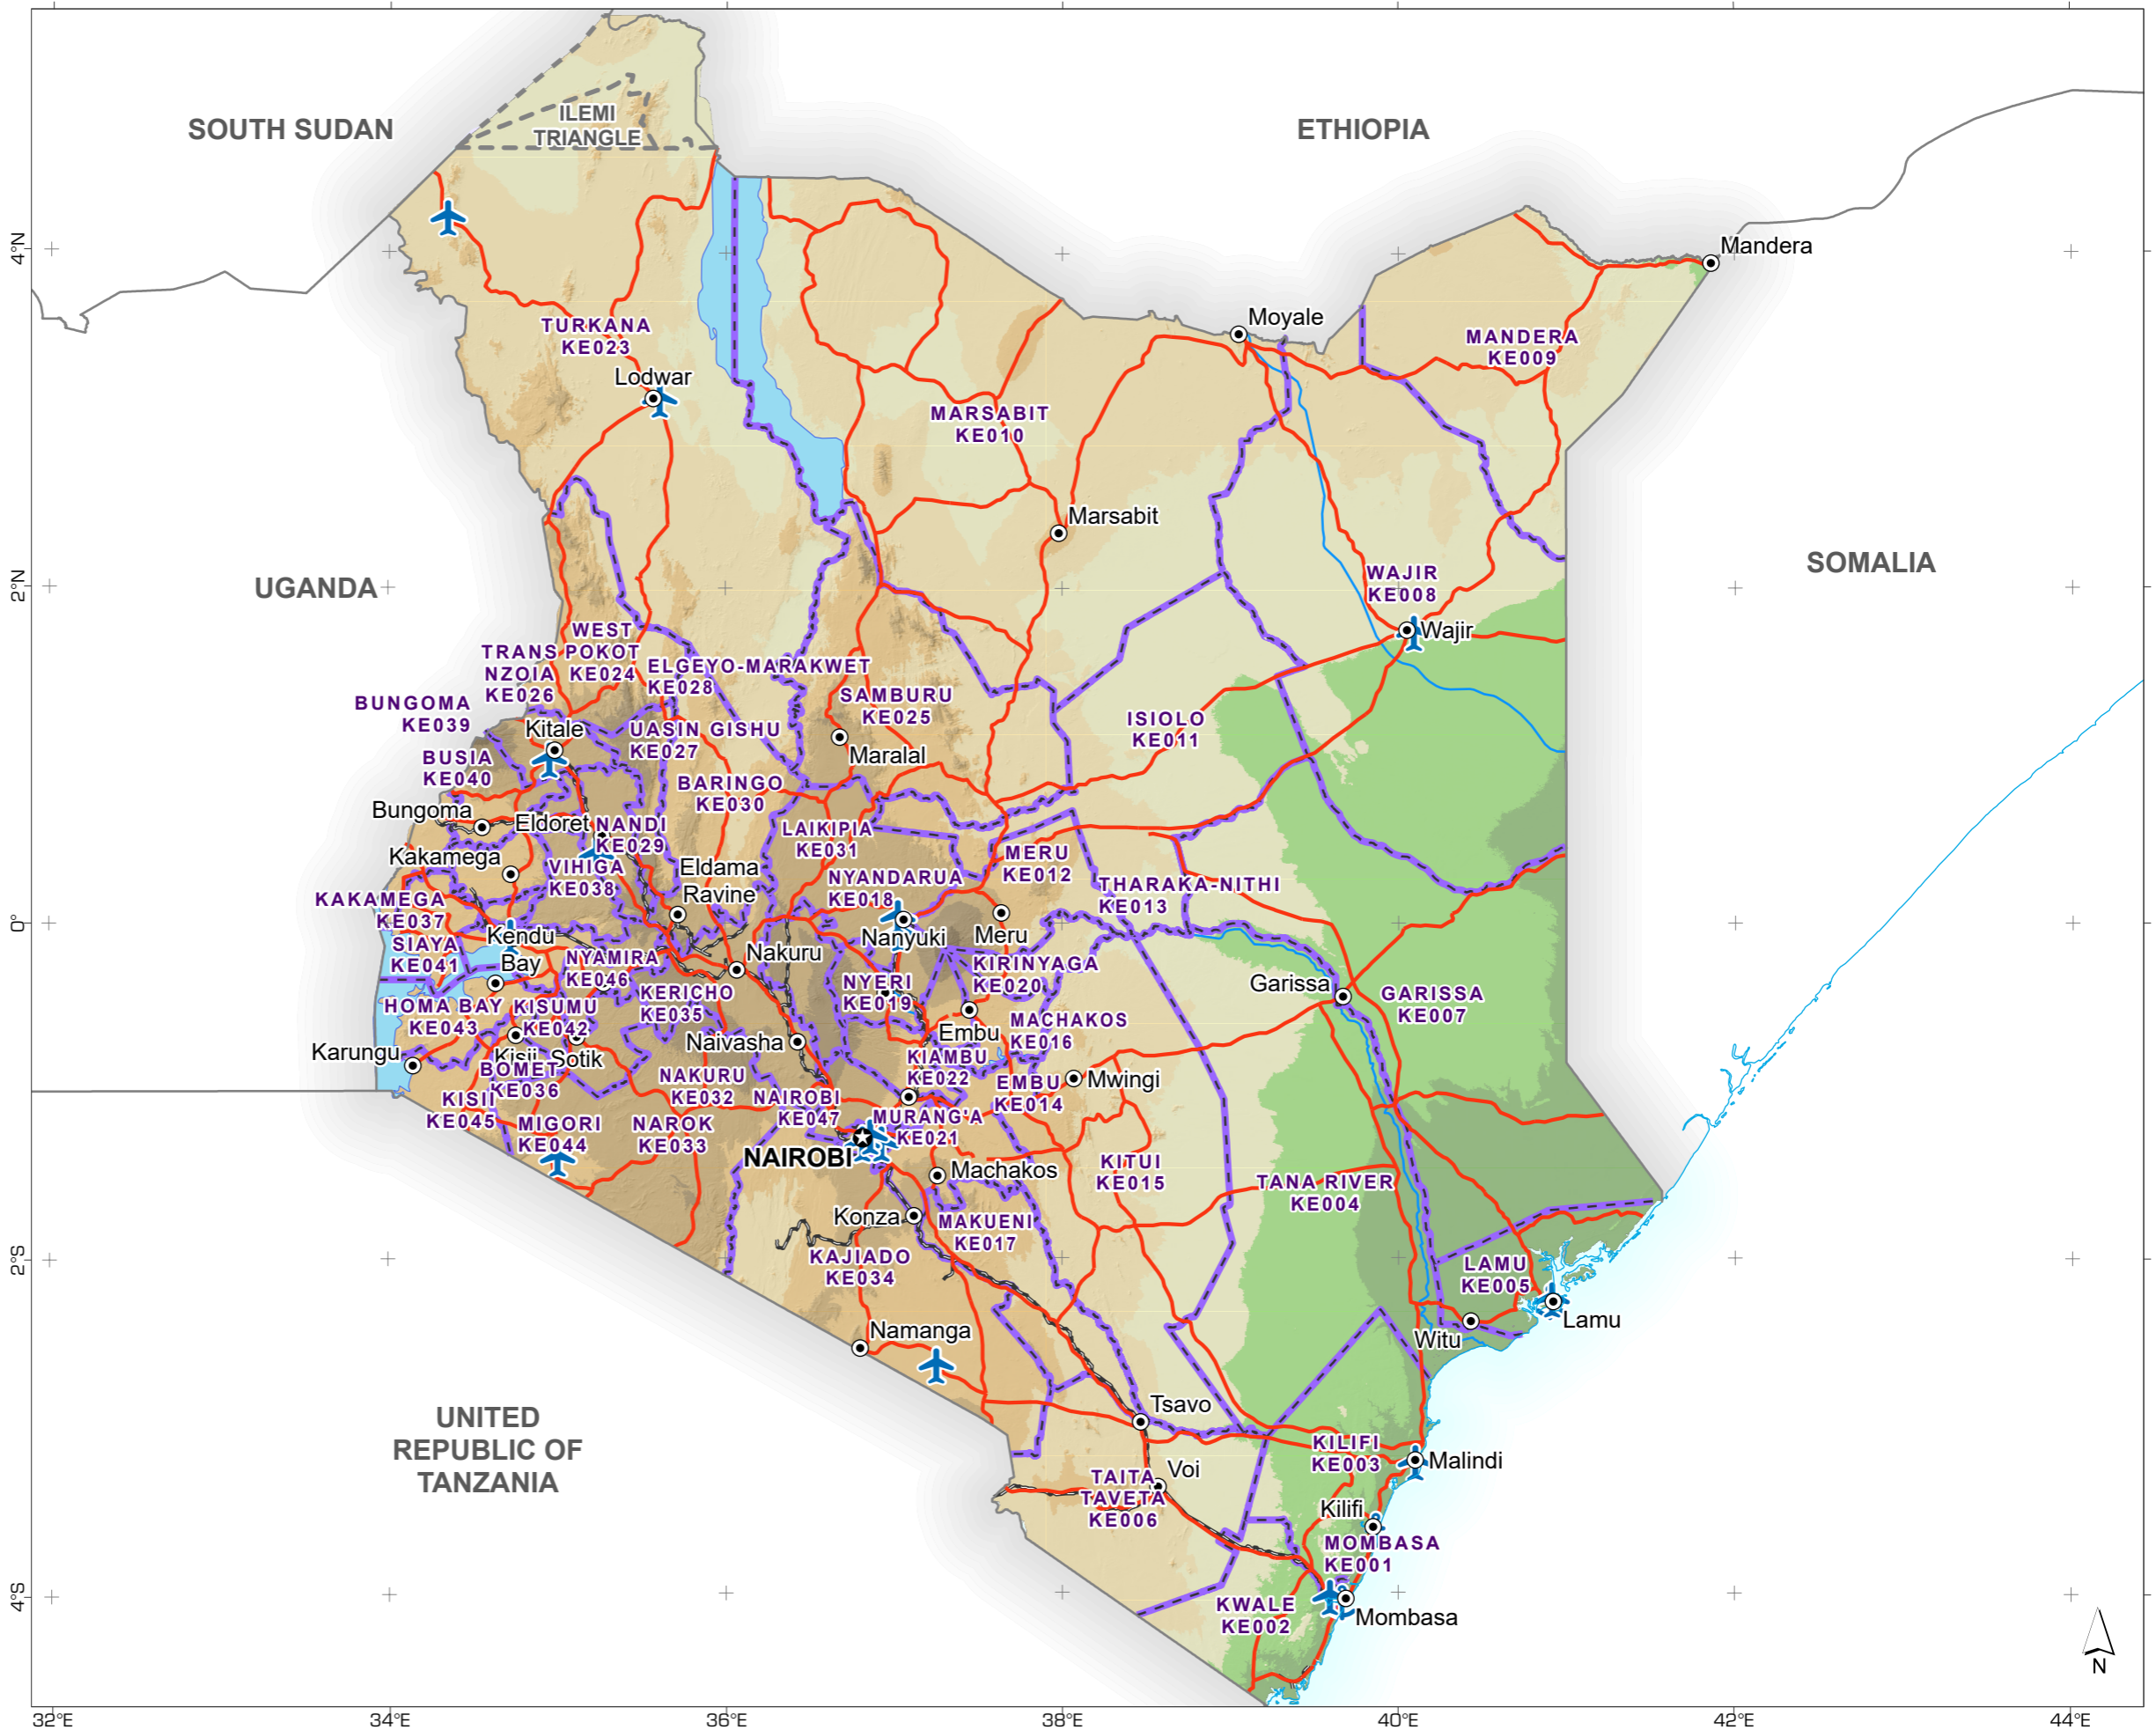 SOUTH SUDAN
ILEMI
TRIANGLE
ETHIOPIA
Mandera
4°N
TURKANA
KE023
Lodwar
Moyale
MANDERA
KE009
MARSABIT
KE010
Marsabit
2°N
UGANDA
SOMALIA
WAJIR
KE008
Wajir
WEST
POKOT
KE024
TRANS
NZOIA
KE026
ELGEYO-MARAKWET
KE028
BUNGOMA
KE039
SAMBURU
KE025
ISIOLO
KE011
Kitale
UASIN GISHU
KE027
Maralal
BUSIA
KE040
BARINGO
KE030
Bungoma
Eldoret
NANDI
KE029
LAIKIPIA
KE031
Kakamega
VIHIGA
KE038
Eldama
Ravine
MERU
KE012
NYANDARUA
KE018
THARAKA-NITHI
KE013
KAKAMEGA
KE037
0°
Kendu
Bay
Nanyuki
Meru
SIAYA
KE041
NYAMIRA
KE046
Nakuru
KIRINYAGA
KE020
NYERI
KE019
Garissa
GARISSA
KE007
HOMA BAY
KE043
KISUMU
KE042
KERICHO
KE035
Embu
MACHAKOS
KE016
Karungu
Kisii
Sotik
Naivasha
KIAMBU
KE022
BOMET
KE036
NAKURU
KE032
EMBU
KE014
Mwingi
KISII
KE045
NAIROBI
KE047
MIGORI
KE044
NAROK
KE033
MURANG'A
KE021
NAIROBI
Machakos
KITUI
KE015
TANA RIVER
KE004
Konza
MAKUENI
KE017
2°S
KAJIADO
KE034
LAMU
KE005
Lamu
Witu
Namanga
UNITED
REPUBLIC OF
TANZANIA
Tsavo
KILIFI
KE003
Malindi
Voi
TAITA
TAVETA
KE006
Kilifi
MOMBASA
KE001
4°S
KWALE
KE002
Mombasa
N
32°E
34°E
36°E
38°E
40°E
42°E
44°E